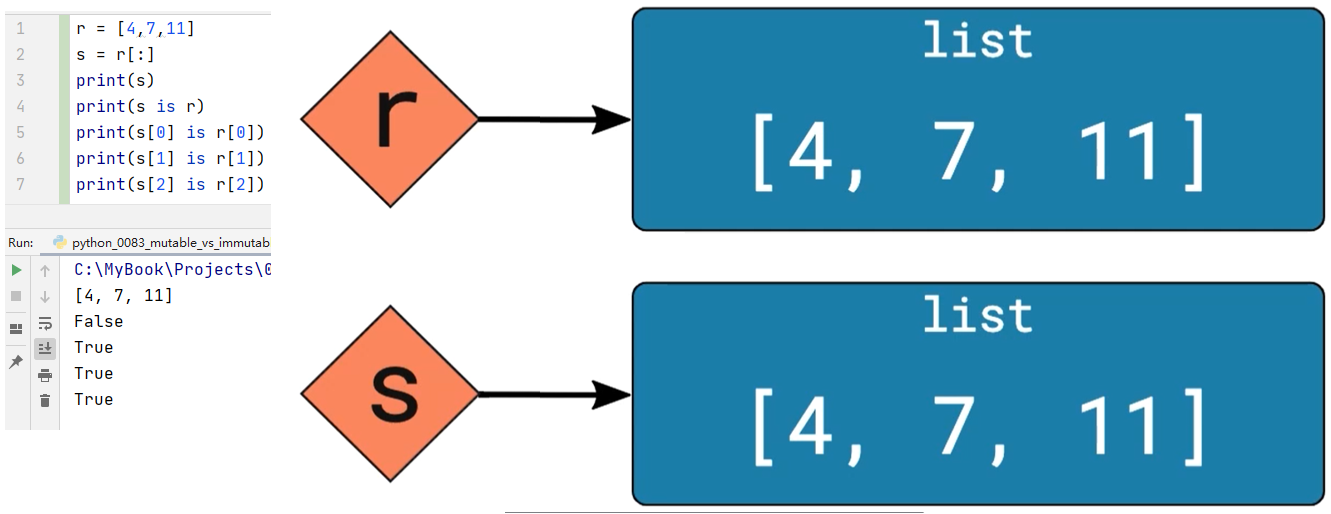 1 r = [4,7,11]
2 s = r[:]
3 print(s)
4 print(s is r)
5 print(s[0] is r[0])
6 print(s[1] is r[1])
7 print(s[2] is r[2])
Run: python_0083_mutable_vs_immutab
C:\MyBook\Projects\0
[4, 7, 11]
False
True
True
True
r
list
[4, 7, 11]
s
list
[4, 7, 11]